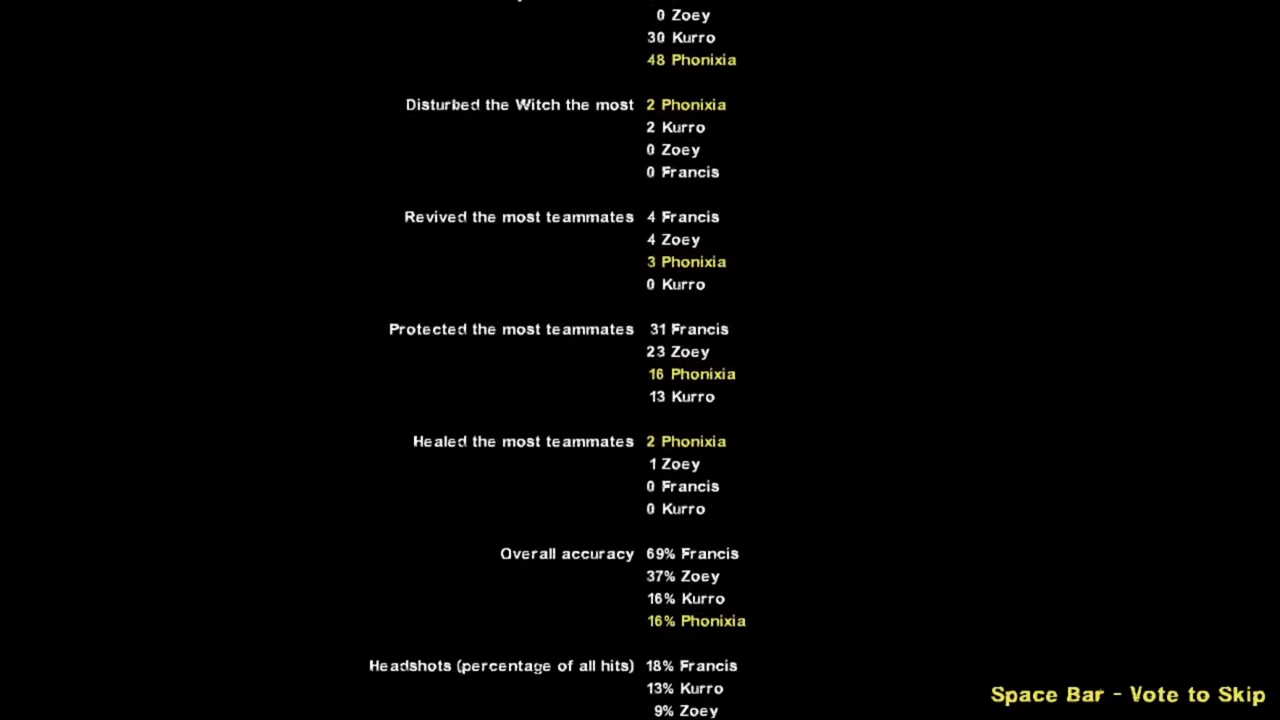 0 Zoey
30 Kurro
48 Phonixia
Disturbed the Witch the most 2 Phonixia
2 Kurro
0 Zoey
0 Francis
Revived the most teammates 4 Francis
4 Zoey
3 Phonixia
0 Kurro
Protected the most teammates 31 Francis
23 Zoey
16 Phonixia
13 Kurro
Healed the most teammates 2 Phonixia
1 Zoey
0 Francis
0 Kurro
Overall accuracy 69% Francis
37% Zoey
16% Kurro
16% Phonixia
Headshots (percentage of all hits) 18% Francis
13% Kurro
9% Zoey
Space Bar - Vote to Skip